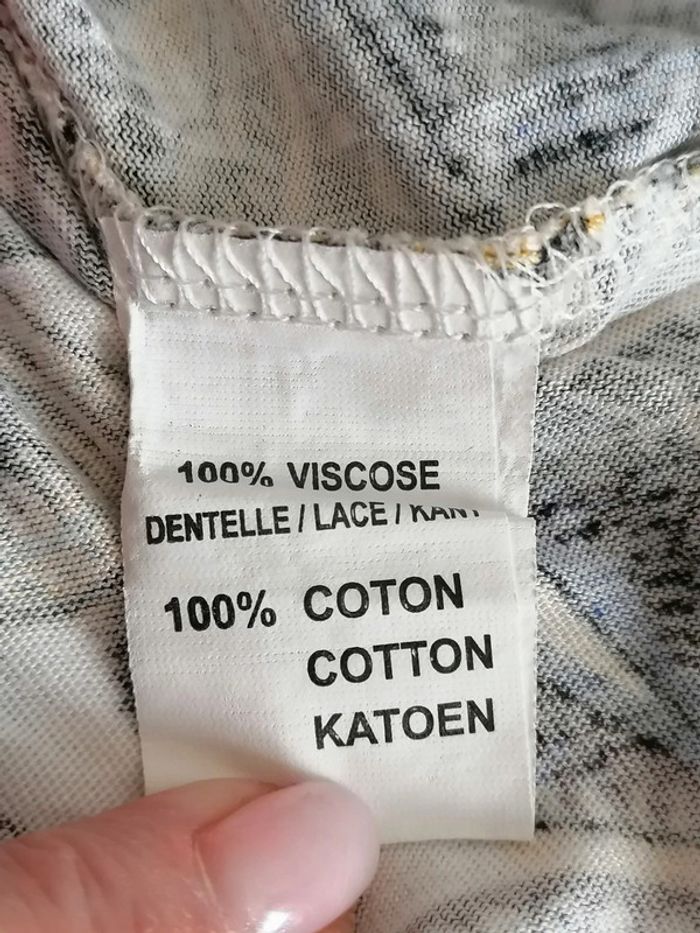 100% VISCOSE
DENTELLE / LACE / KANT
100% COTON
COTTON
KATOEN